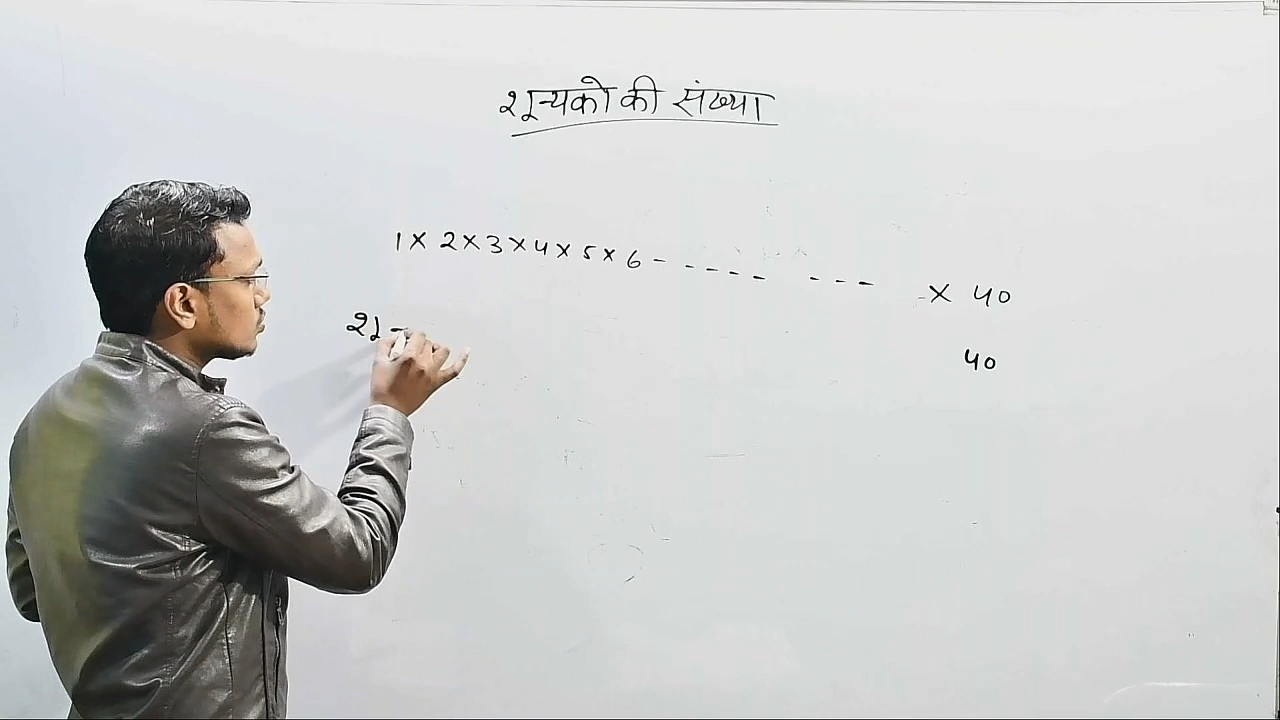 शून्यको की संख्या
1 × 2 × 3 × 4 × 5 × 6 - - - - - - - - × 40
40
शून